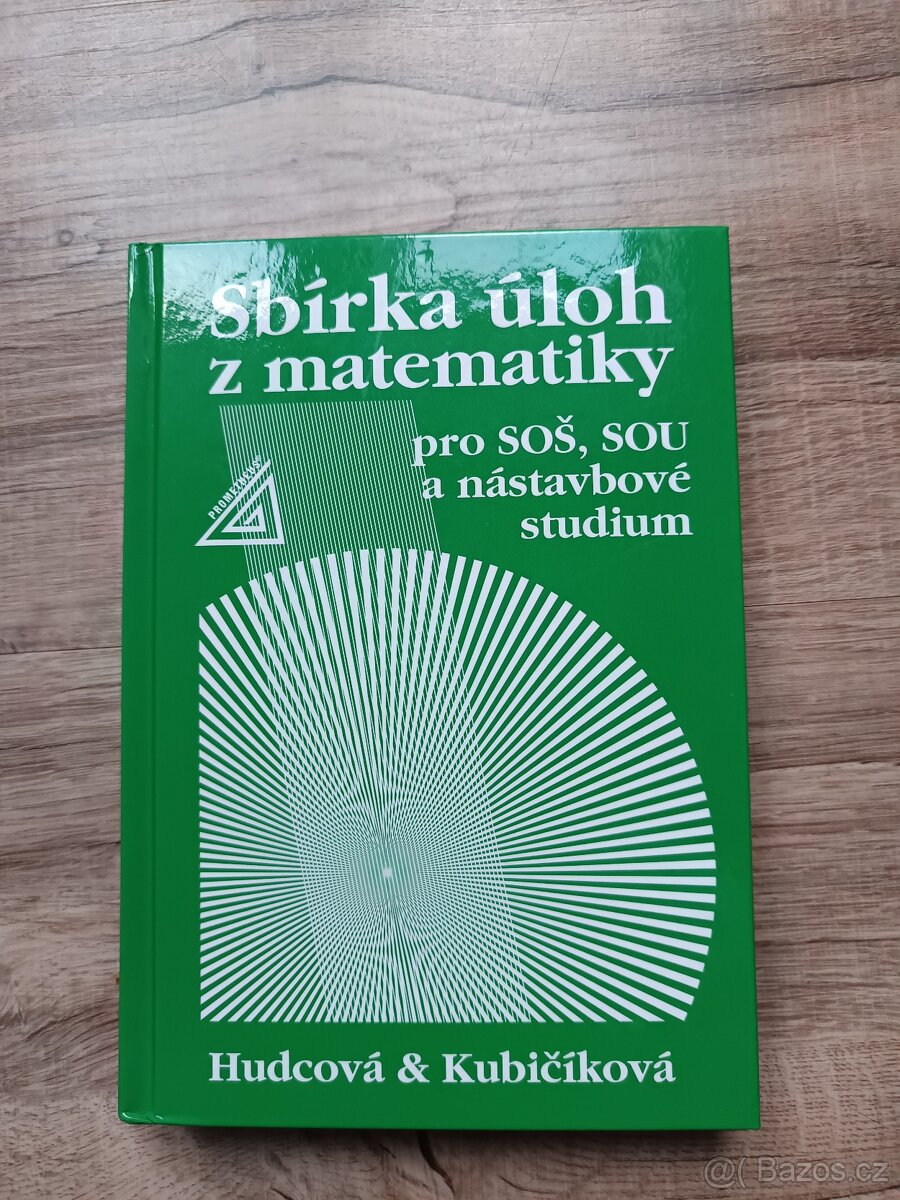 Sbírka úloh
z matematiky
pro SOŠ, SOU
a nástavbové
studium
PROMETHEUS®
Hudcová & Kubičíková
@( Bazos.cz